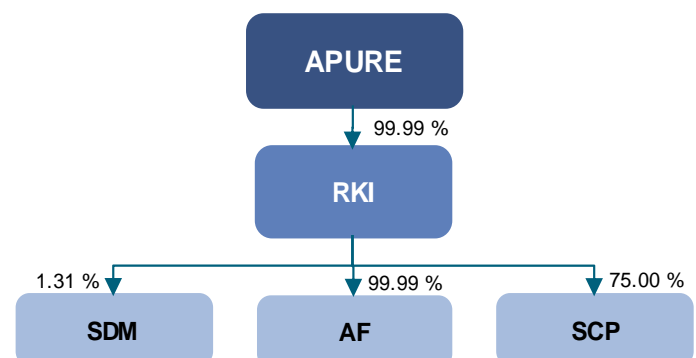 APURE
99.99 %
RKI
1.31 %
99.99 %
75.00 %
SDM
AF
SCP